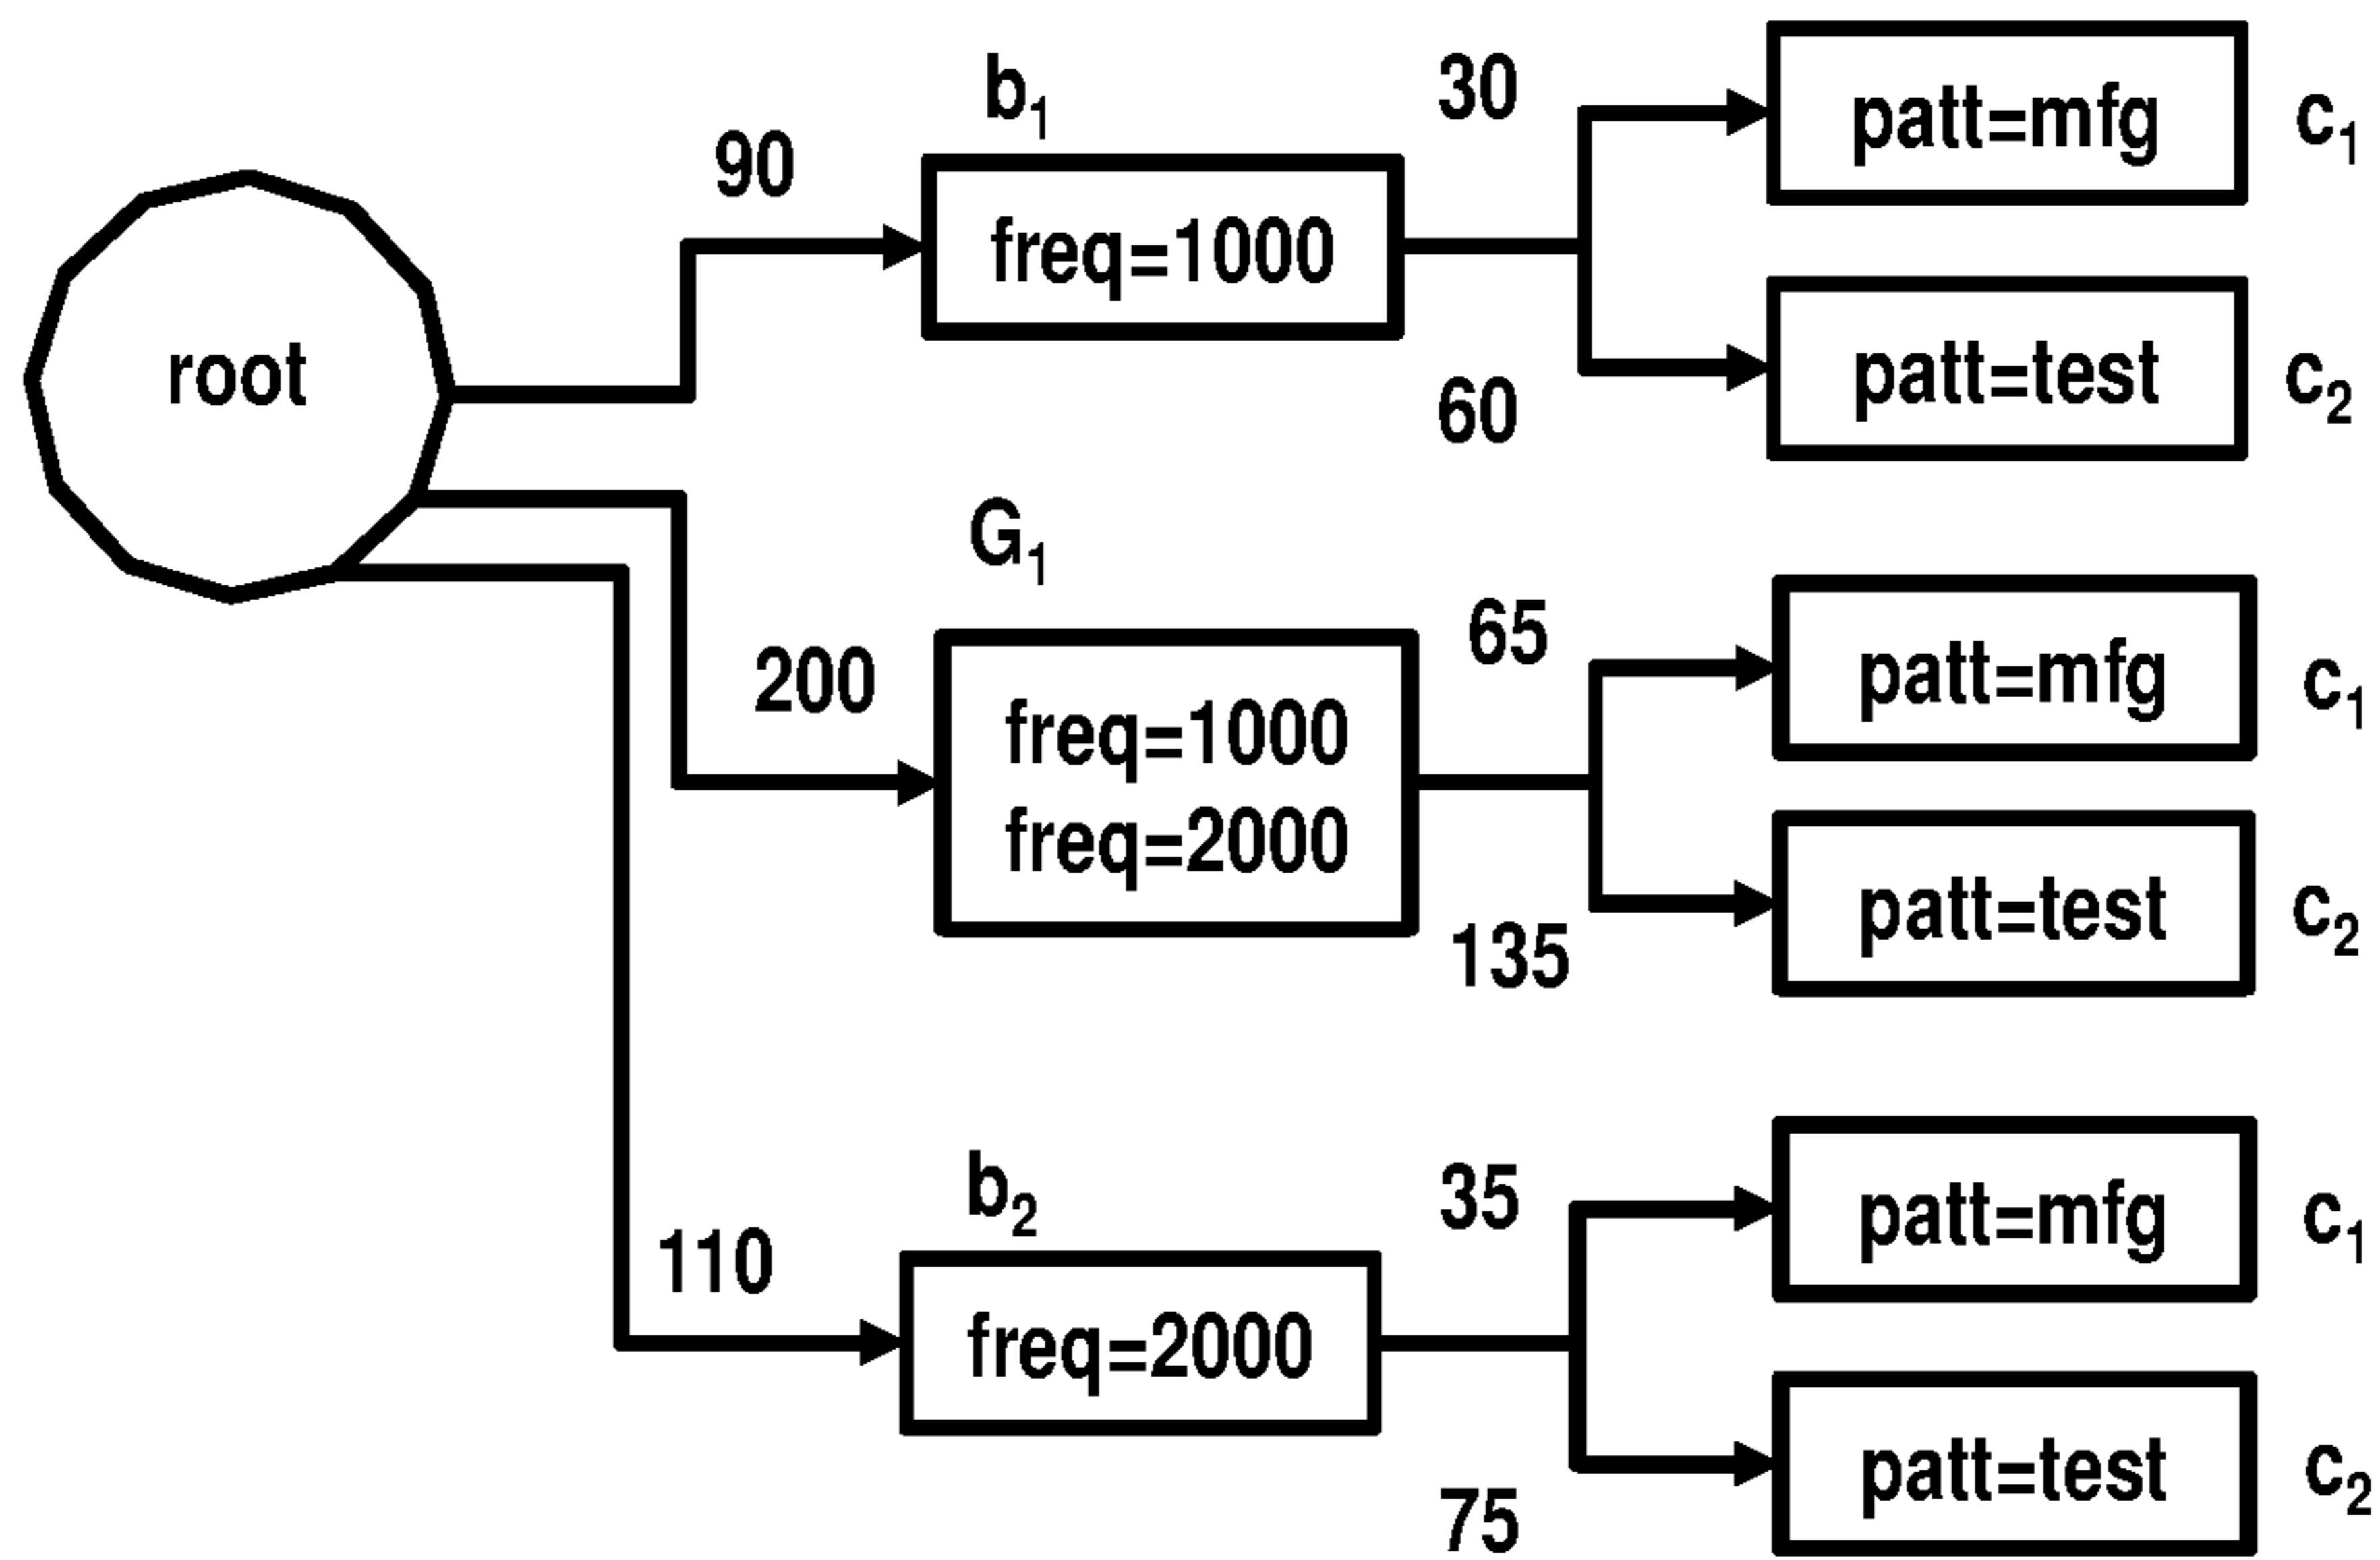 root
90
b₁
freq=1000
30
patt=mfg
c₁
60
patt=test
c₂
200
G₁
freq=1000
freq=2000
65
patt=mfg
c₁
135
patt=test
c₂
110
b₂
freq=2000
35
patt=mfg
c₁
75
patt=test
c₂